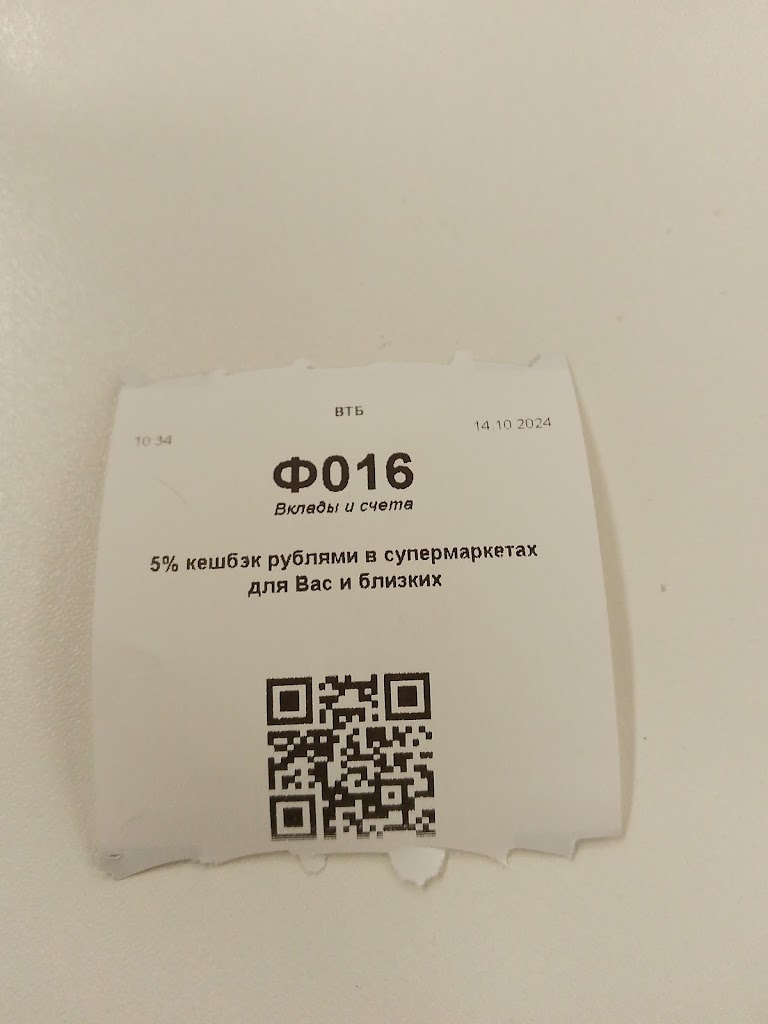 ВТБ
10:34
14.10.2024
Ф016
Вклады и счета
5% кешбэк рублями в супермаркетах
для Вас и близких